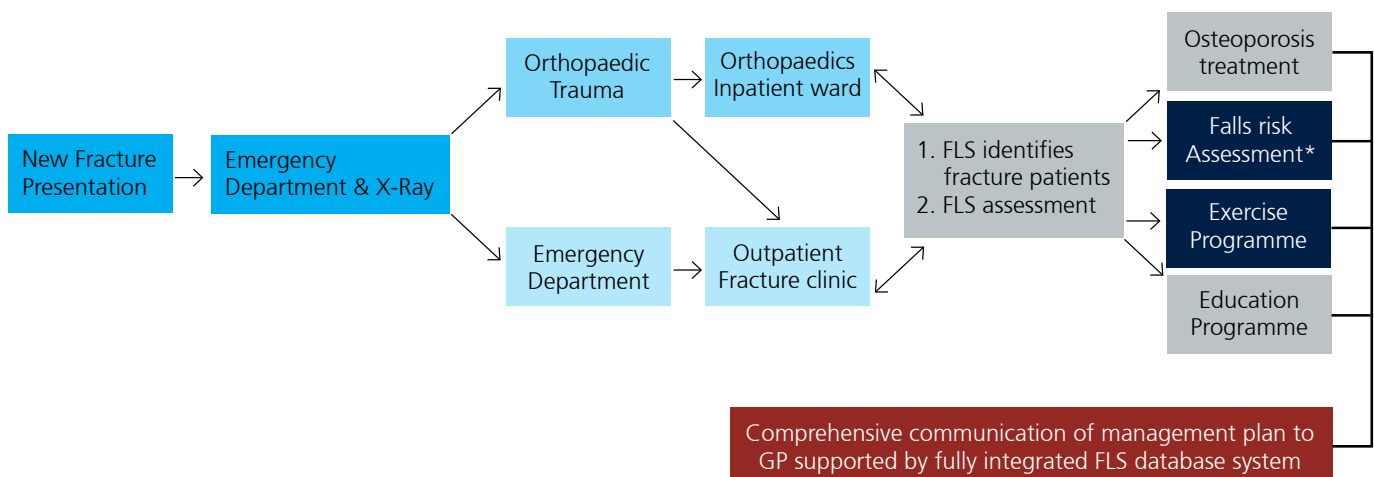 New Fracture
Presentation
Emergency
Department & X-Ray
Orthopaedic
Trauma
Orthopaedics
Inpatient ward
Emergency
Department
Outpatient
Fracture clinic
1. FLS identifies
fracture patients
2. FLS assessment
Osteoporosis
treatment
Falls risk
Assessment*
Exercise
Programme
Education
Programme
Comprehensive communication of management plan to
GP supported by fully integrated FLS database system